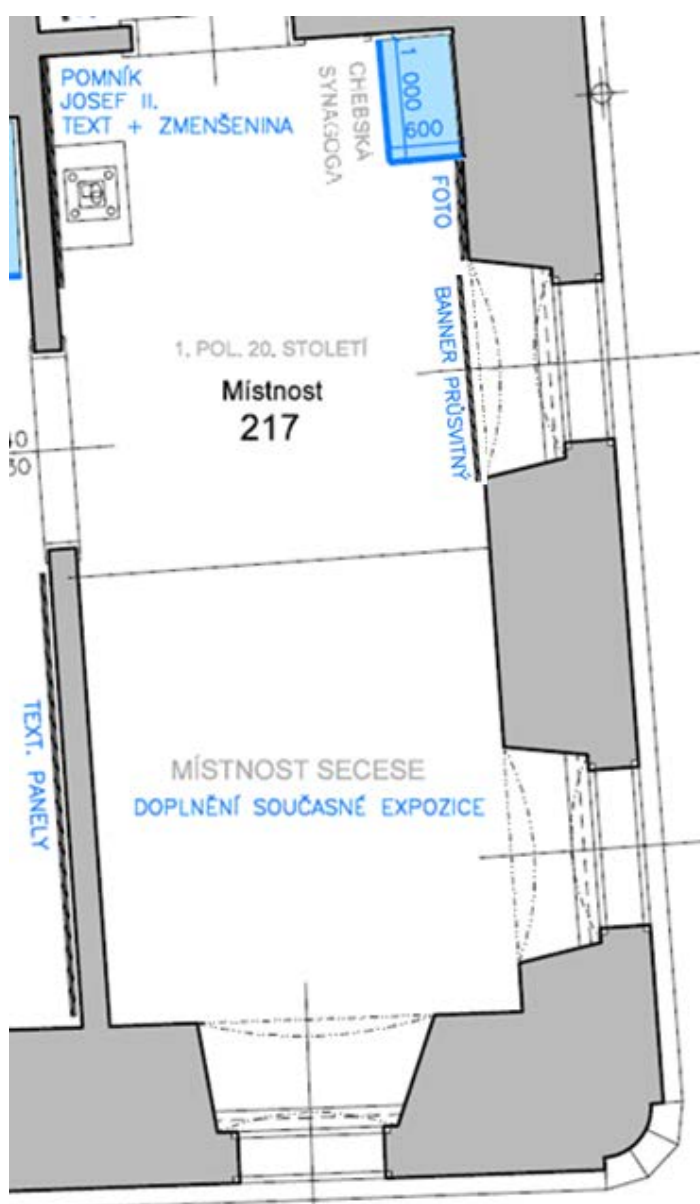 POMNÍK
JOSEF II.
TEXT + ZMENŠENINA
CHEBSKÁ
SYNAGOGA
1 000
600
FOTO
BANNER PRŮSVITNÝ
1. POL. 20. STOLETÍ
Místnost
217
TEXT. PANELY
MÍSTNOST SECESE
DOPLNĚNÍ SOUČASNÉ EXPOZICE